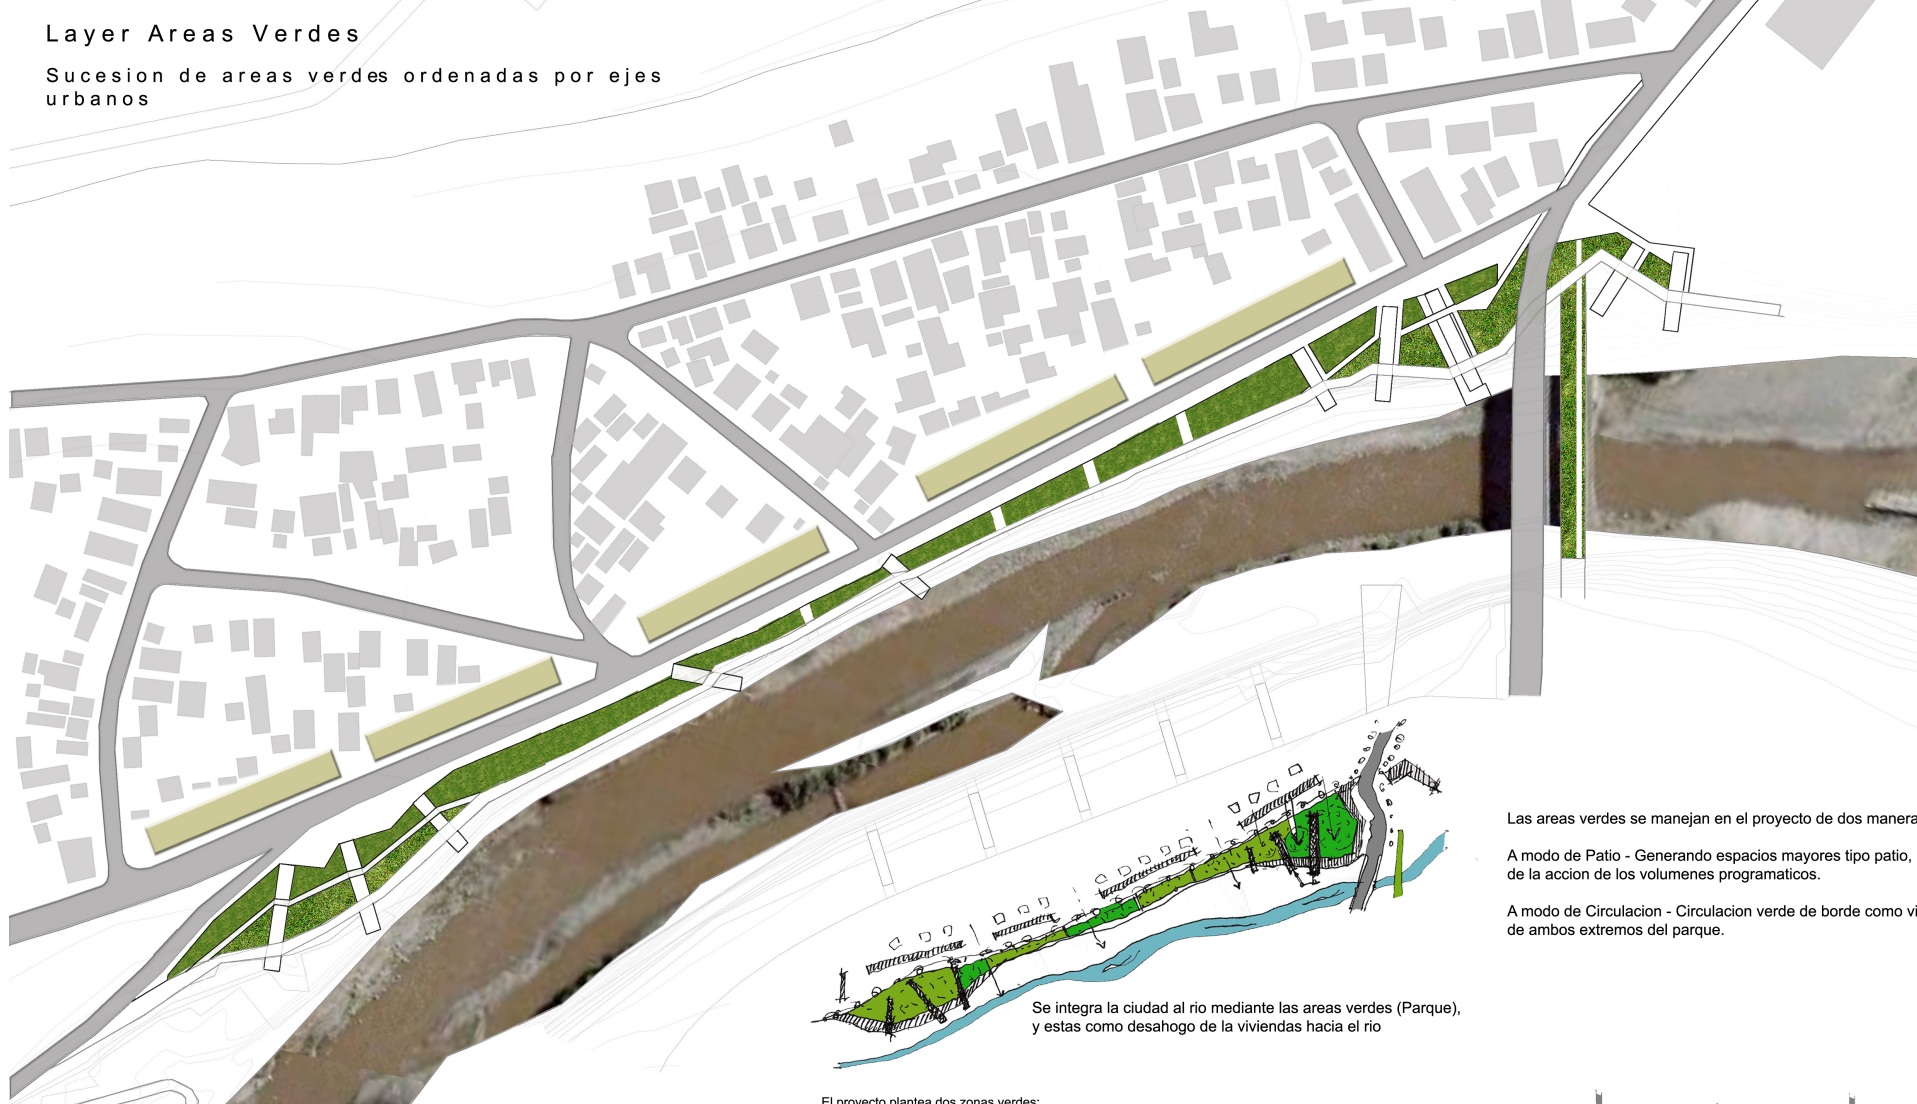 Layer Areas Verdes
Sucesion de areas verdes ordenadas por ejes
urbanos
Las areas verdes se manejan en el proyecto de dos manera
A modo de Patio - Generando espacios mayores tipo patio,
de la accion de los volumenes programaticos.
A modo de Circulacion - Circulacion verde de borde como vi
de ambos extremos del parque.
Se integra la ciudad al rio mediante las areas verdes (Parque),
y estas como desahogo de la viviendas hacia el rio
El proyecto plantea dos zonas verdes: